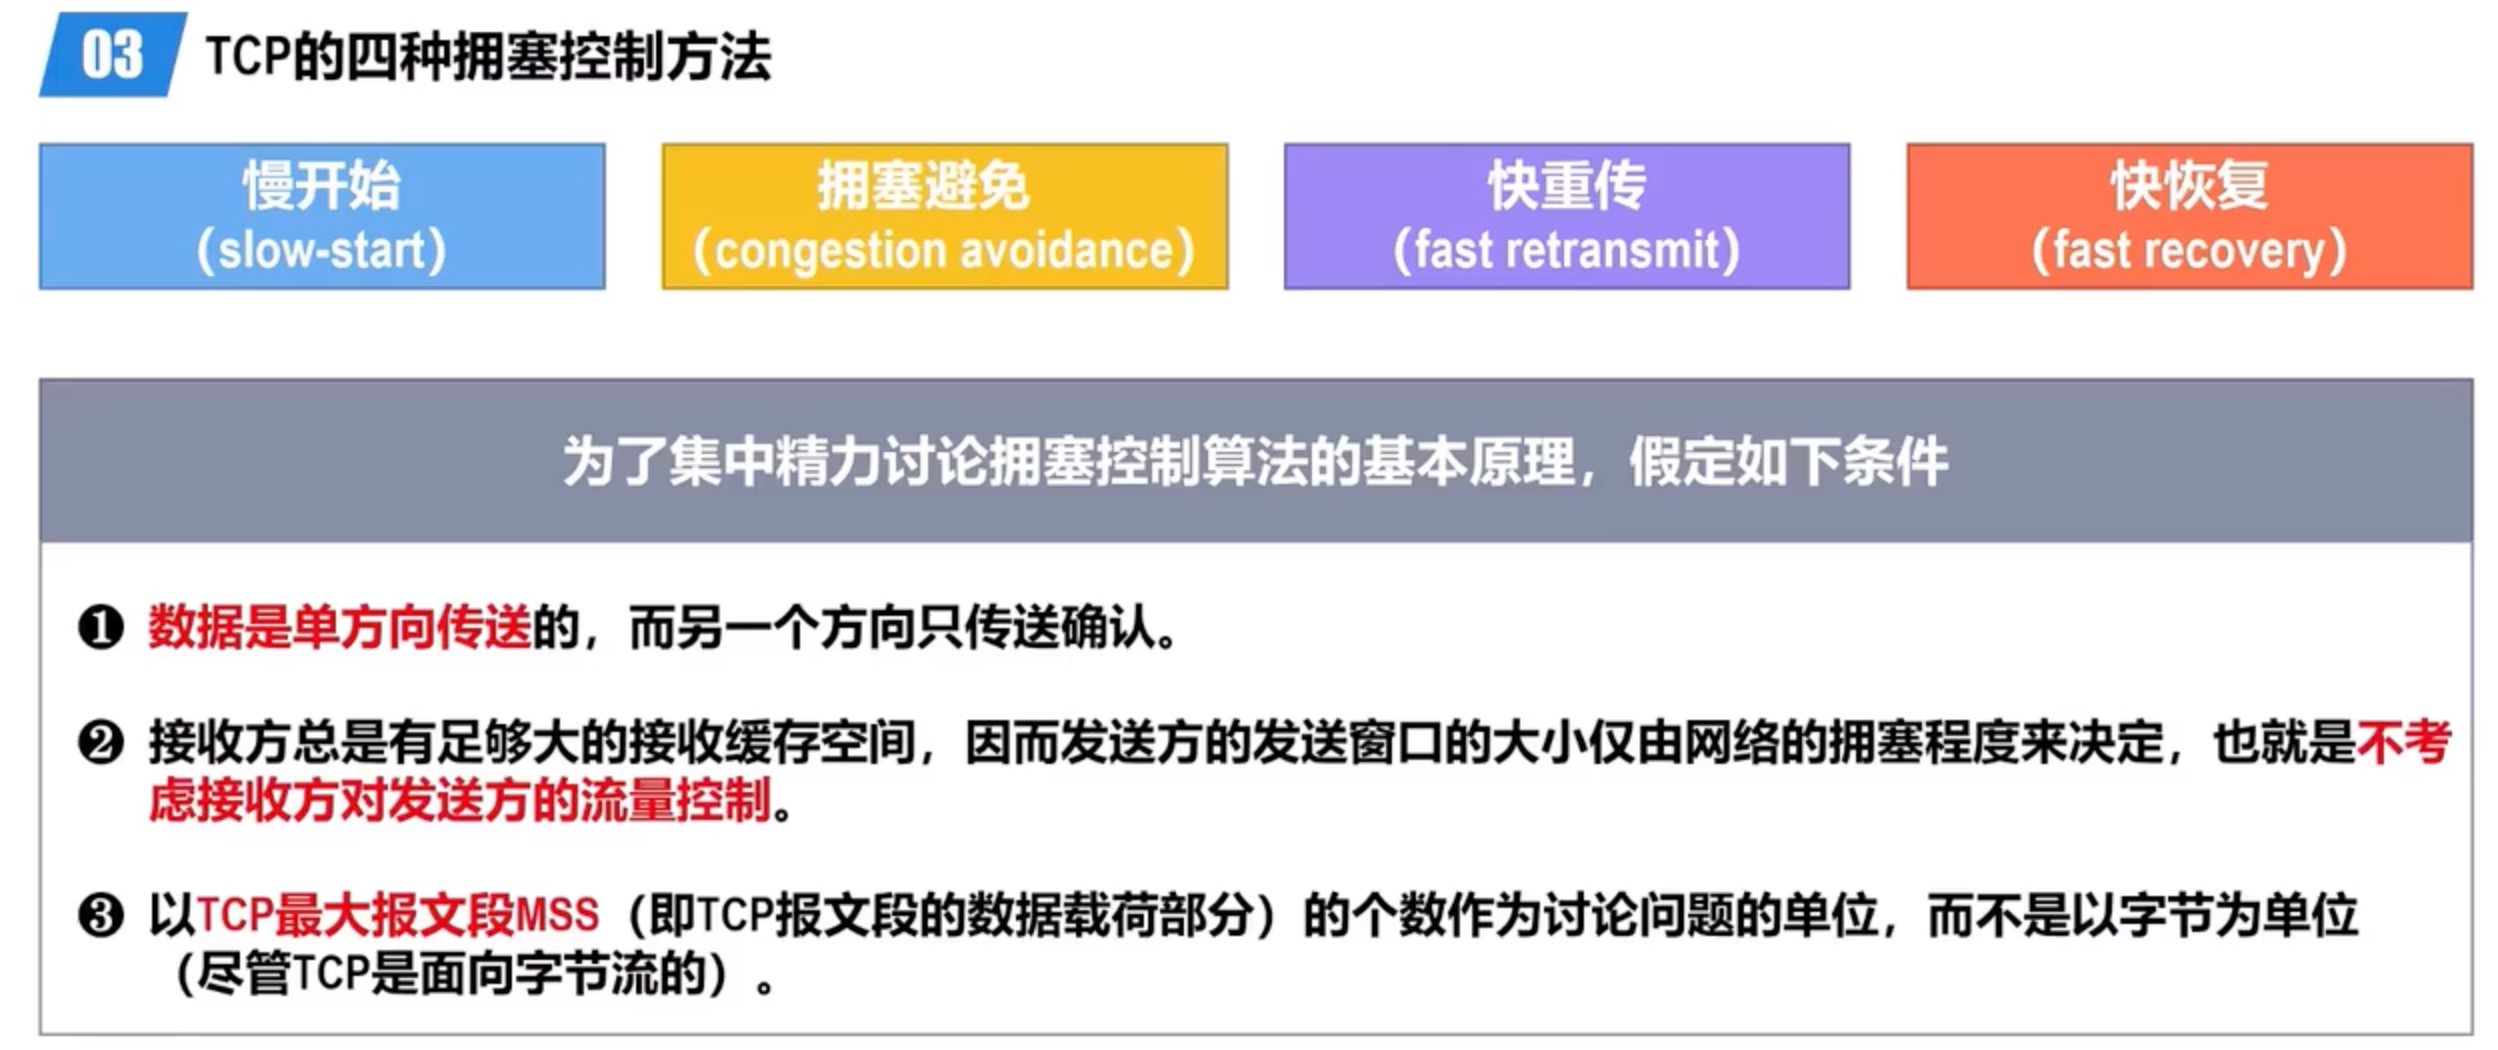 03 TCP的四种拥塞控制方法
慢开始
（slow-start）
拥塞避免
（congestion avoidance）
快重传
（fast retransmit）
快恢复
（fast recovery）
为了集中精力讨论拥塞控制算法的基本原理，假定如下条件
❶ 数据是单方向传送的，而另一个方向只传送确认。
❷ 接收方总是有足够大的接收缓存空间，因而发送方的发送窗口的大小仅由网络的拥塞程度来决定，也就是不考
虑接收方对发送方的流量控制。
❸ 以TCP最大报文段MSS（即TCP报文段的数据载荷部分）的个数作为讨论问题的单位，而不是以字节为单位
（尽管TCP是面向字节流的）。